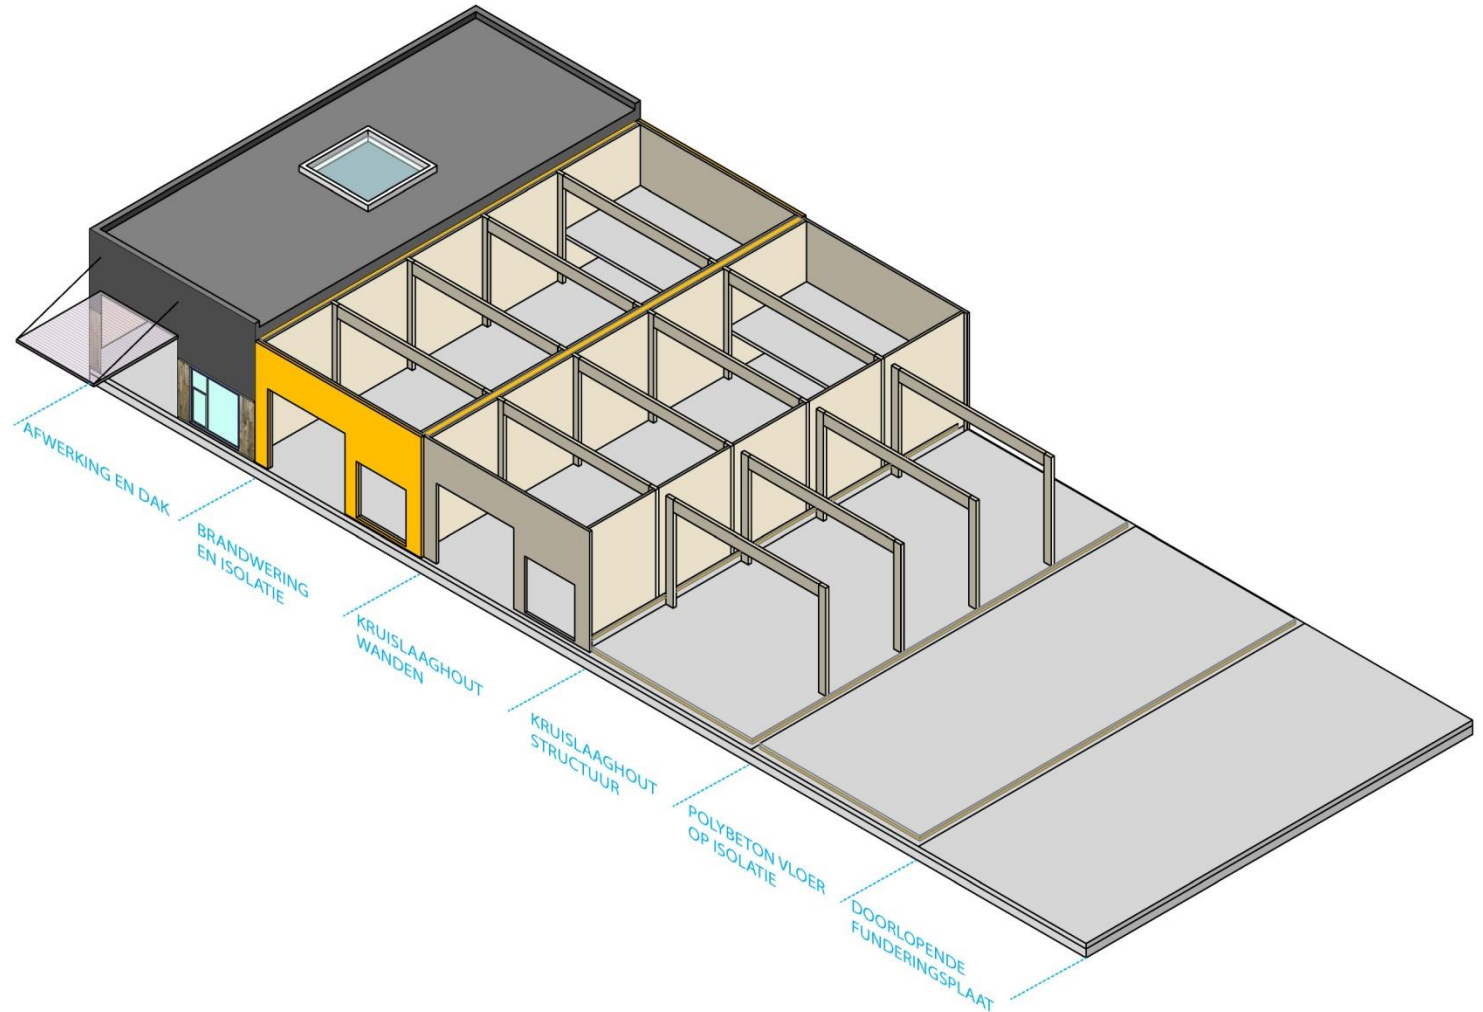 AFWERKING EN DAK
BRANDWERING
EN ISOLATIE
KRUISLAAGHOUT
WANDEN
KRUISLAAGHOUT
STRUCTUUR
POLYBETON VLOER
OP ISOLATIE
DOORLOPENDE
FUNDERINGSPLAAT